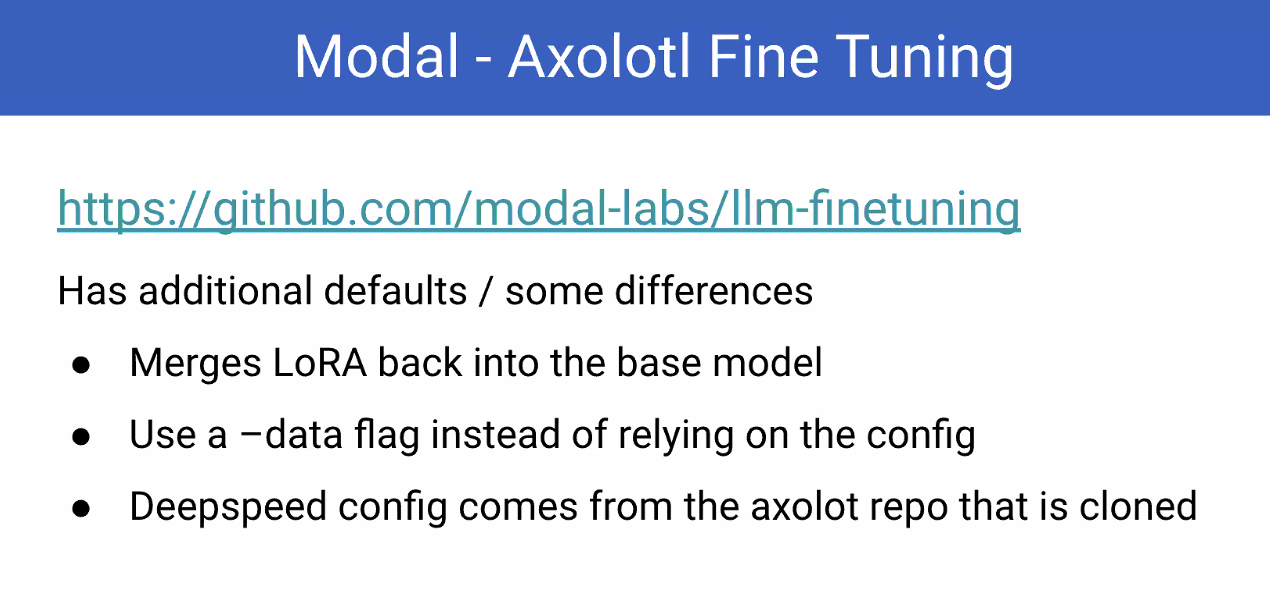 Modal - Axolotl Fine Tuning
https://github.com/modal-labs/llm-finetuning
Has additional defaults / some differences
● Merges LoRA back into the base model
● Use a –data flag instead of relying on the config
● Deepspeed config comes from the axolot repo that is cloned